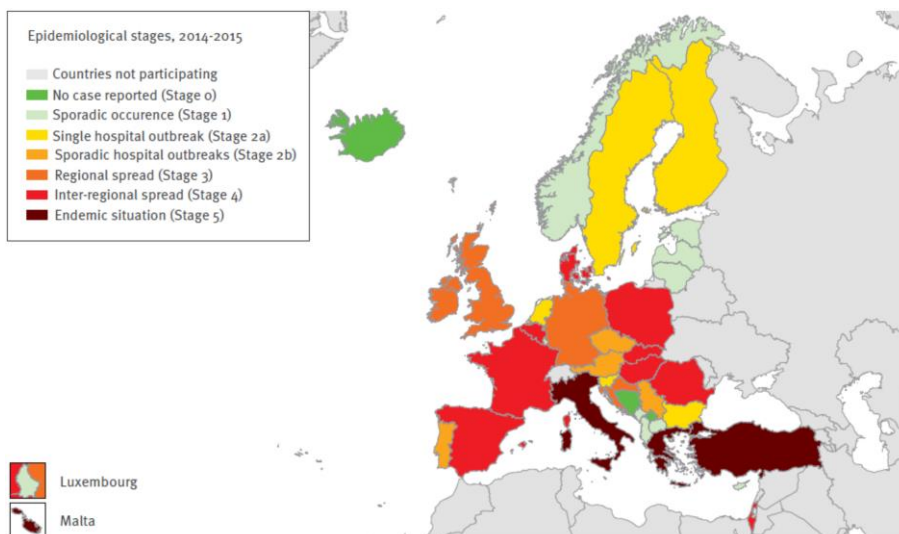 Epidemiological stages, 2014-2015
Countries not participating
No case reported (Stage 0)
Sporadic occurence (Stage 1)
Single hospital outbreak (Stage 2a)
Sporadic hospital outbreaks (Stage 2b)
Regional spread (Stage 3)
Inter-regional spread (Stage 4)
Endemic situation (Stage 5)
Luxembourg
Malta